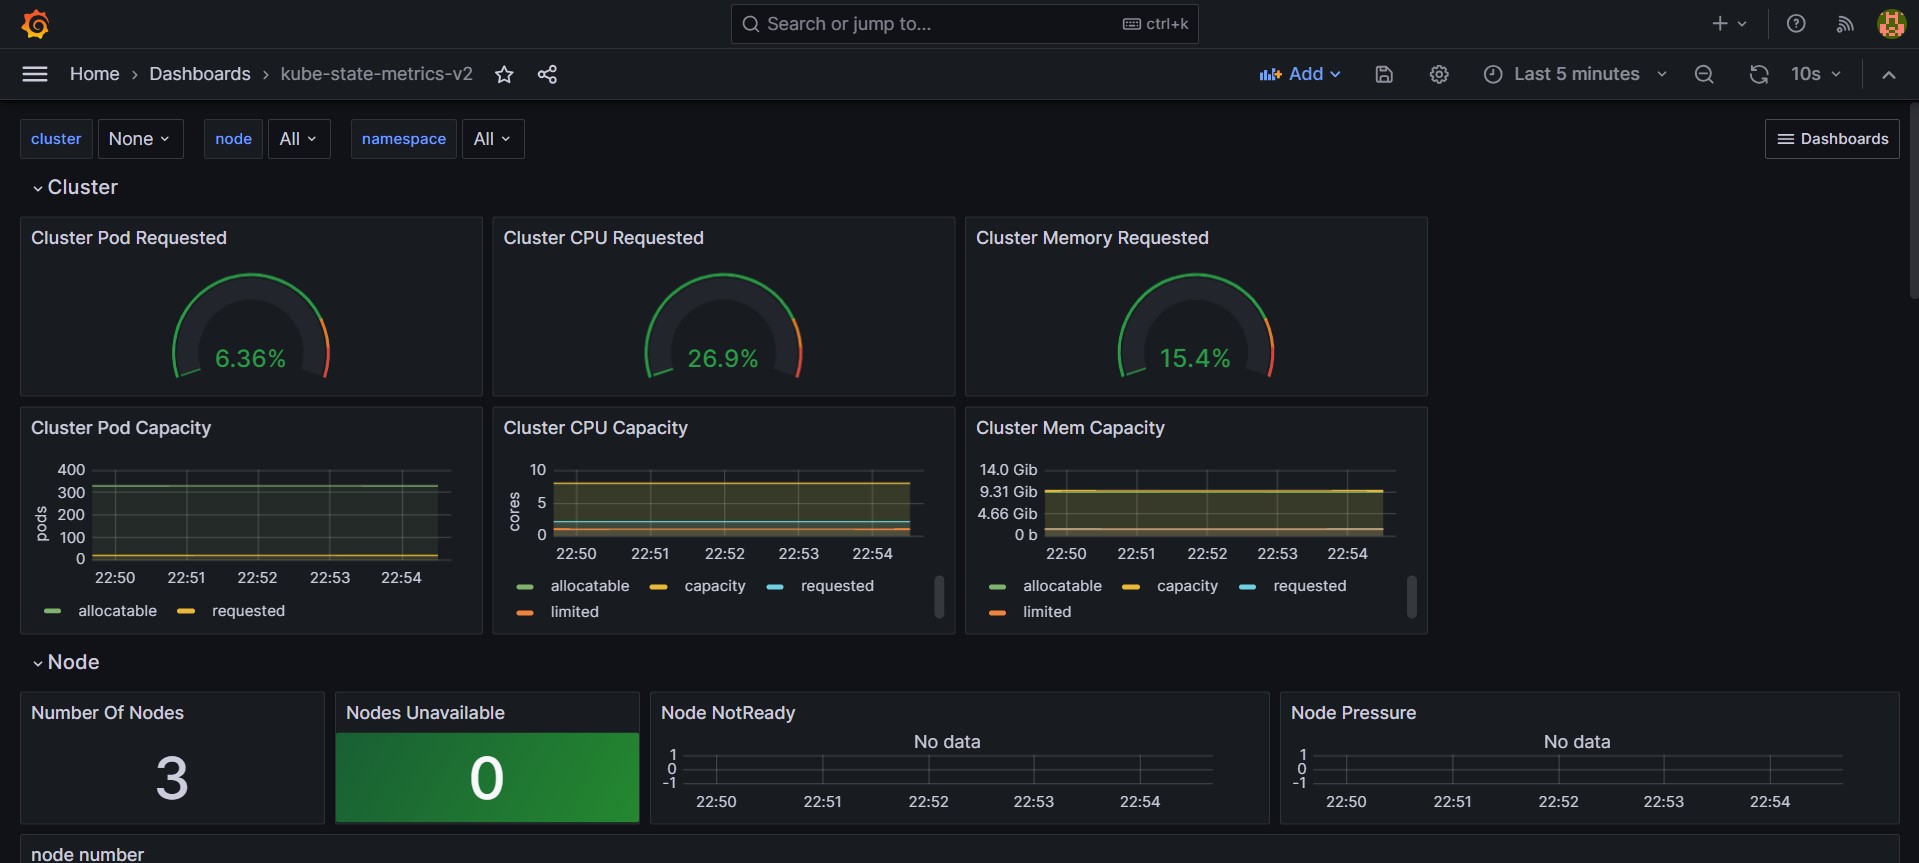 Search or jump to... ctrl+k
Home › Dashboards › kube-state-metrics-v2 Add Last 5 minutes 10s
cluster None node All namespace All Dashboards
Cluster
Cluster Pod Requested
6.36%
Cluster CPU Requested
26.9%
Cluster Memory Requested
15.4%
Cluster Pod Capacity
400
300
200
100
0
pods
22:50 22:51 22:52 22:53 22:54
allocatable requested
Cluster CPU Capacity
10
5
0
cores
22:50 22:51 22:52 22:53 22:54
allocatable capacity requested
limited
Cluster Mem Capacity
14.0 Gib
9.31 Gib
4.66 Gib
0 b
22:50 22:51 22:52 22:53 22:54
allocatable capacity requested
limited
Node
Number Of Nodes
3
Nodes Unavailable
0
Node NotReady
No data
1
0
-1
22:50 22:51 22:52 22:53 22:54
Node Pressure
No data
1
0
-1
22:50 22:51 22:52 22:53 22:54
node number